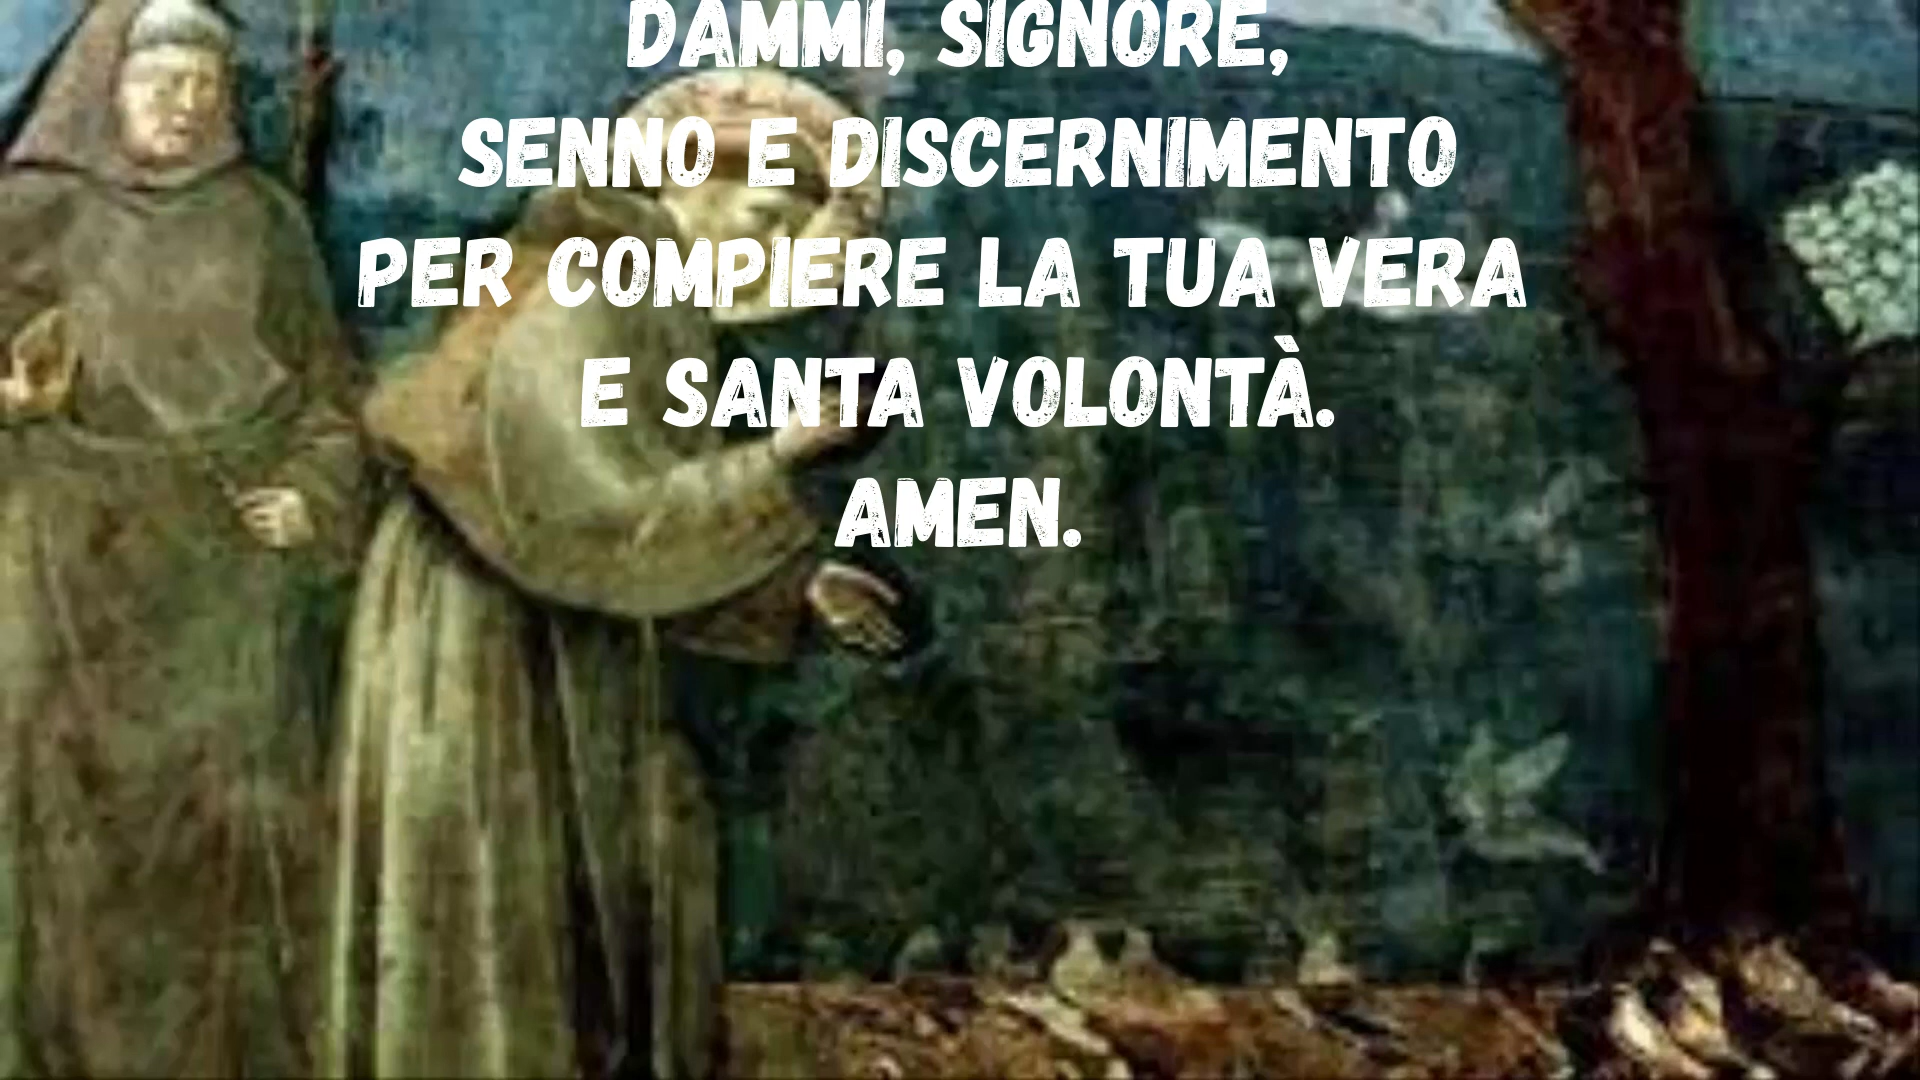 DAMMI, SIGNORE,
SENNO E DISCERNIMENTO
PER COMPIERE LA TUA VERA
E SANTA VOLONTÀ.
AMEN.